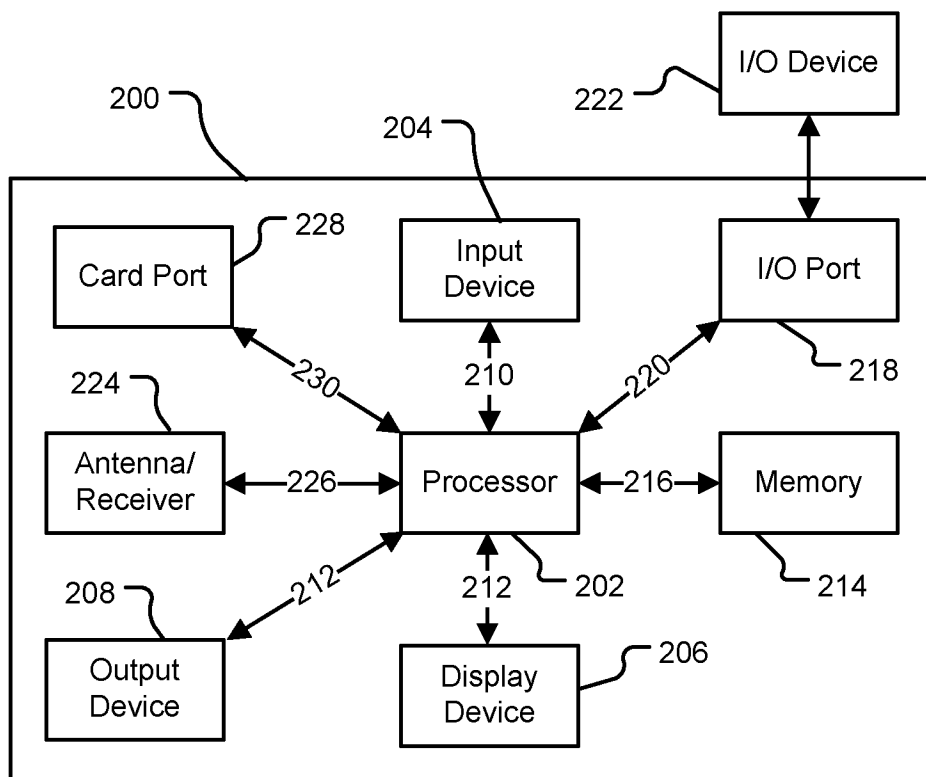 I/O Device
222
200
204
Card Port
228
Input
Device
I/O Port
218
230
210
220
224
Antenna/
Receiver
226
Processor
216
Memory
202
214
212
212
208
Output
Device
Display
Device
206